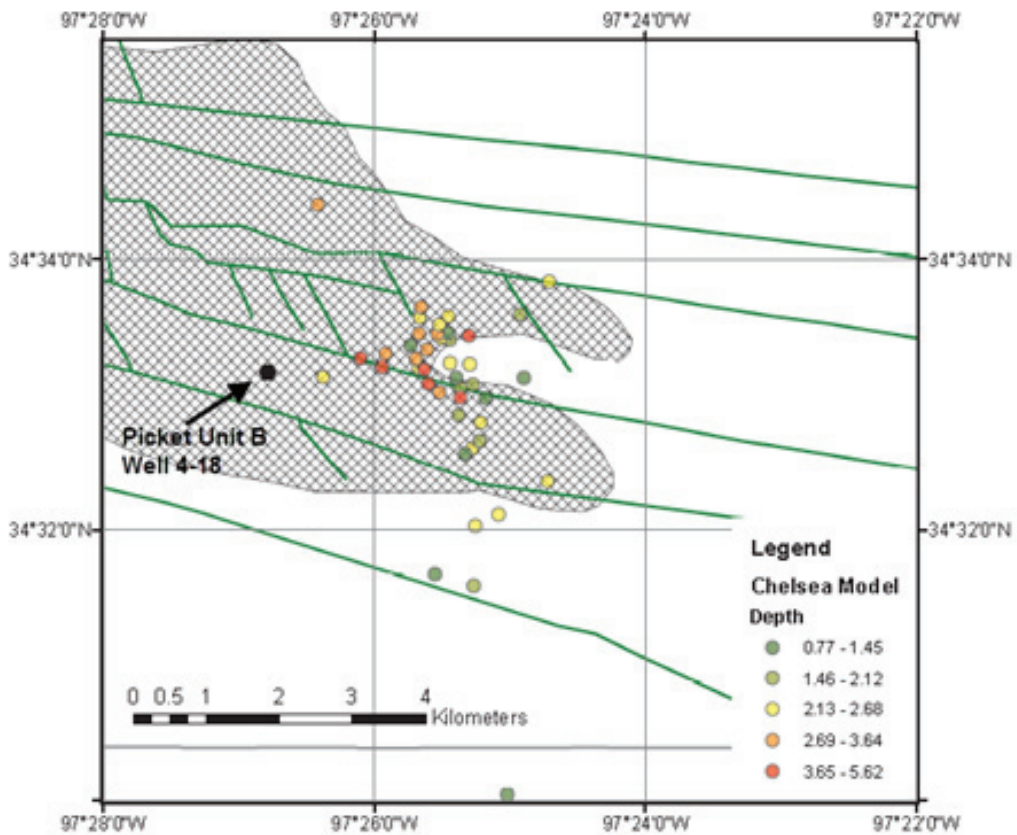 97°28'0"W 97°26'0"W 97°24'0"W 97°22'0"W
34°34'0"N 34°34'0"N
Picket Unit B
Well 4-18
34°32'0"N 34°32'0"N
Legend
Chelsea Model
Depth
0.77 - 1.45
1.46 - 2.12
2.13 - 2.68
2.69 - 3.64
3.65 - 5.62
0 0.5 1 2 3 4
Kilometers
97°28'0"W 97°26'0"W 97°24'0"W 97°22'0"W